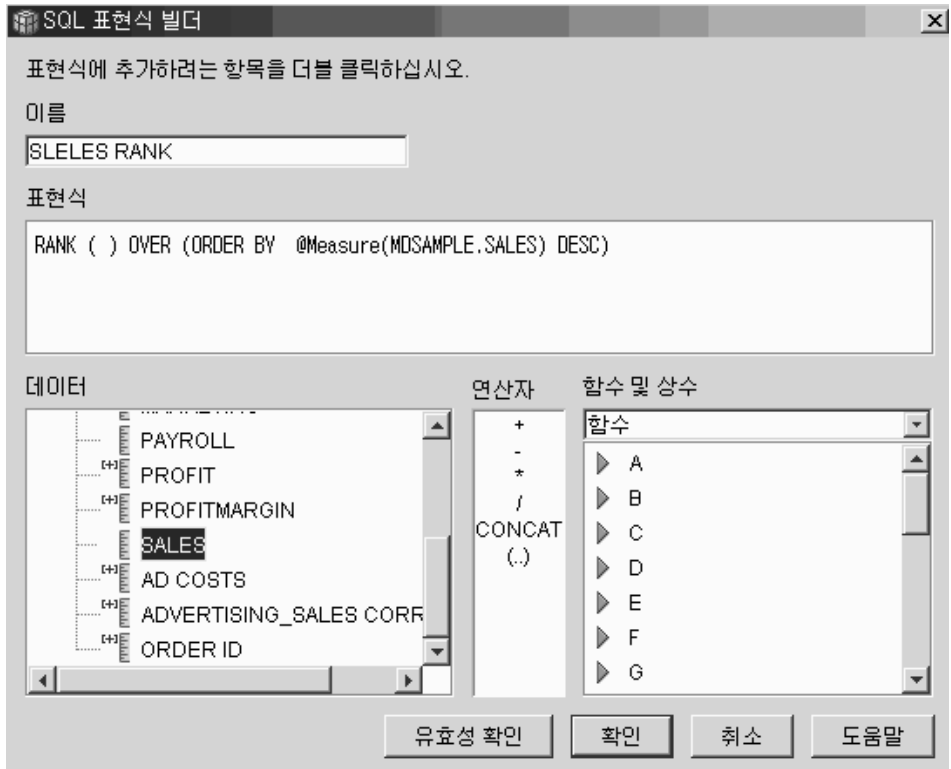 SQL 표현식 빌더
표현식에 추가하려는 항목을 더블 클릭하십시오.
이름
SLELES RANK
표현식
RANK ( ) OVER (ORDER BY @Measure(MDSAMPLE.SALES) DESC)
데이터
PAYROLL
PROFIT
PROFITMARGIN
SALES
AD COSTS
ADVERTISING_SALES CORR
ORDER ID
연산자
+
-
*
/
CONCAT
(..)
함수 및 상수
함수
A
B
C
D
E
F
G
유효성 확인
확인
취소
도움말